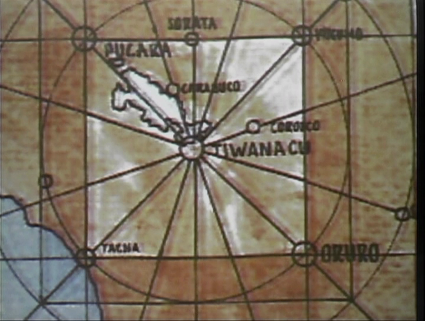 SORATA
PUCARA
CARABUCO
COROICO
TIWANACU
TACNA
ORURO